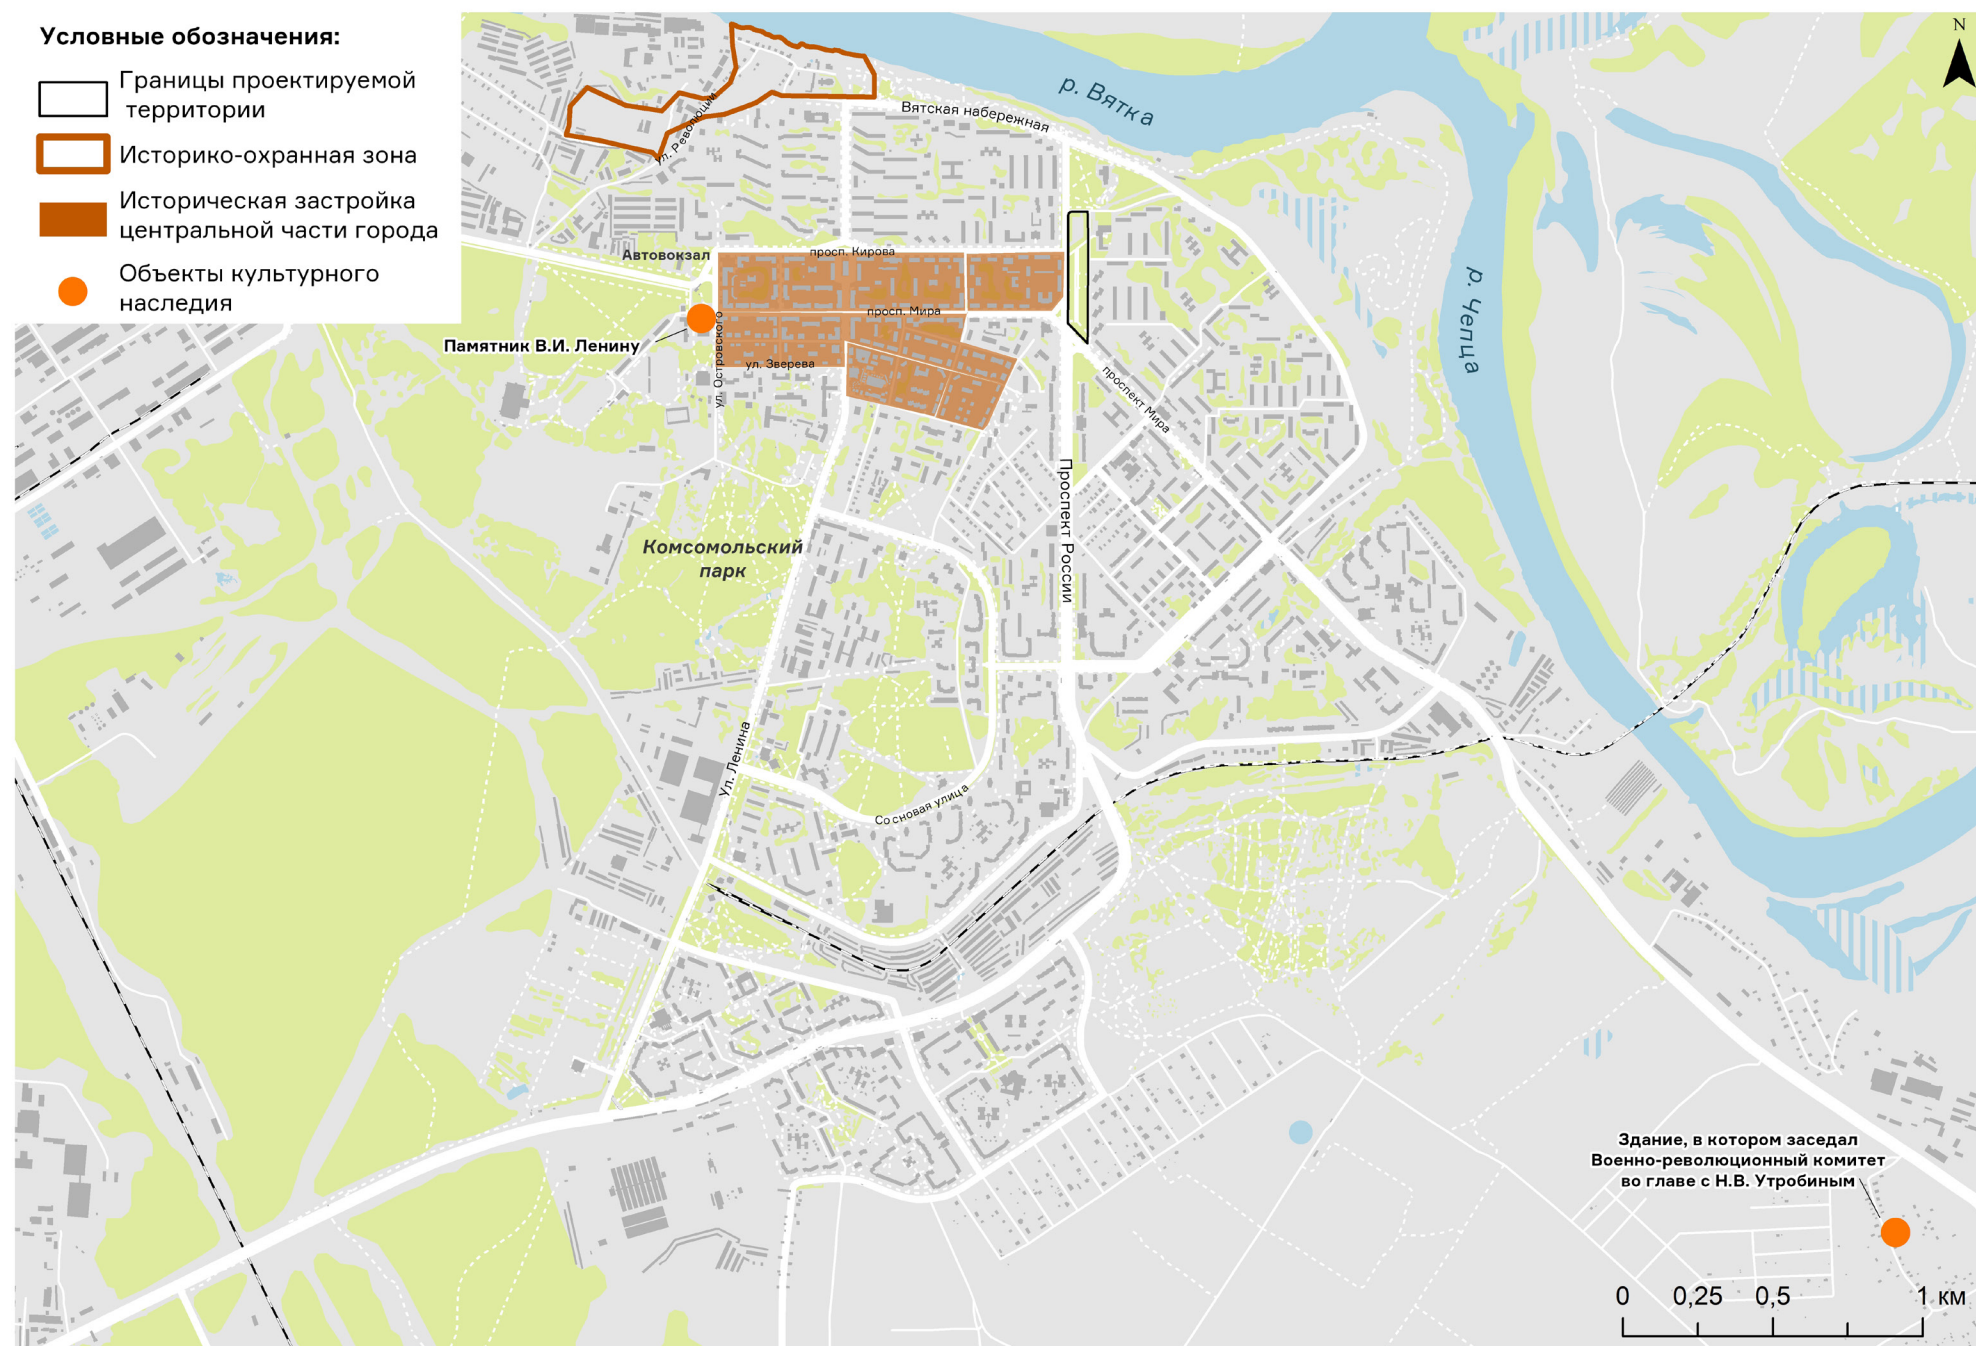 Условные обозначения:
Границы проектируемой
территории
Историко-охранная зона
Историческая застройка
центральной части города
Объекты культурного
наследия
N
р. Вятка
Вятская набережная
ул. Революции
Автовокзал
просп. Кирова
р. Чепца
просп. Мира
Памятник В.И. Ленину
ул. Островского
ул. Зверева
проспект Мира
Проспект России
Комсомольский
парк
Ул. Ленина
Сосновая улица
Здание, в котором заседал
Военно-революционный комитет
во главе с Н.В. Утробиным
0 0,25 0,5 1 км